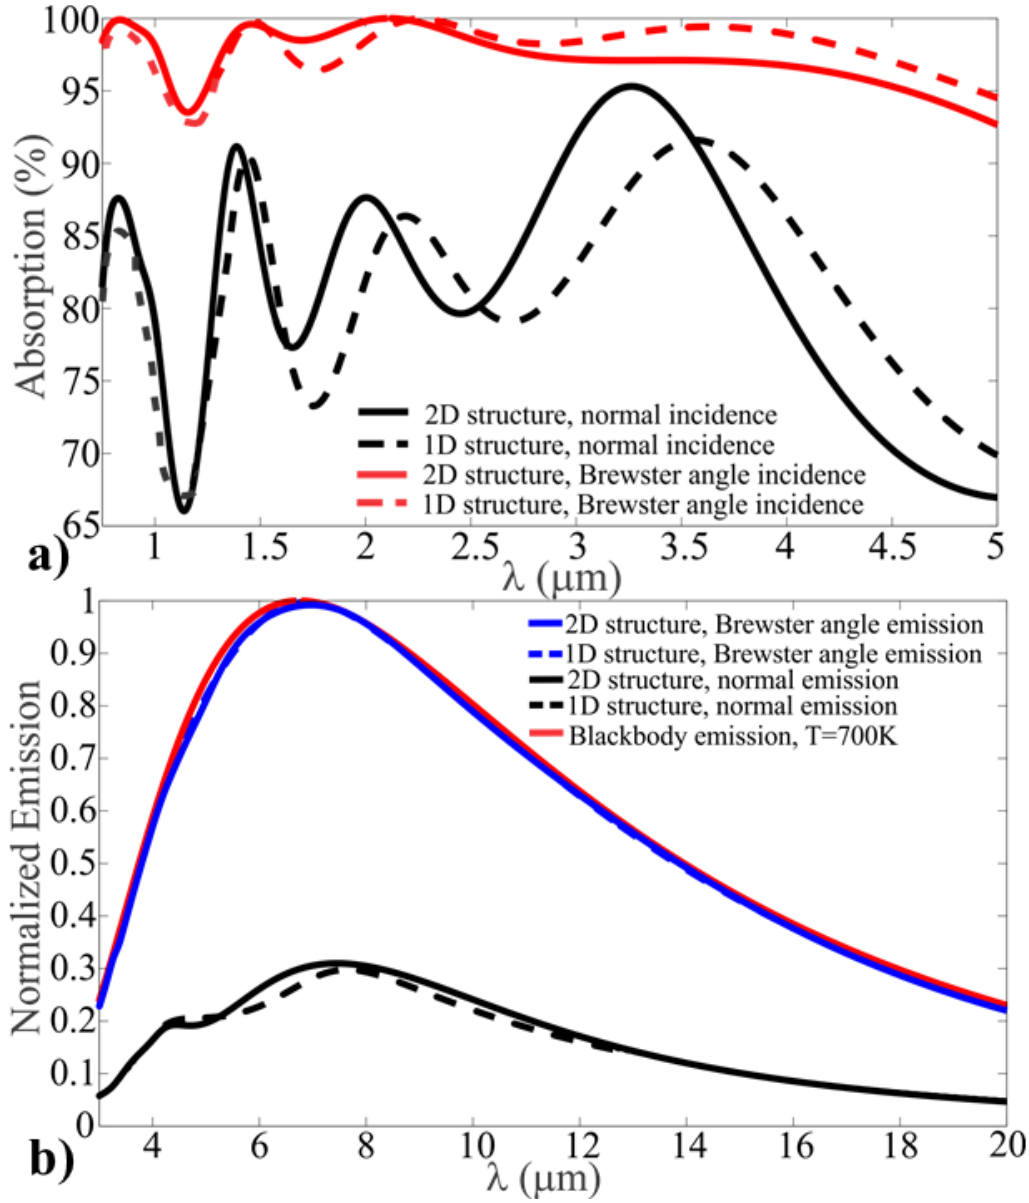 100
95
90
85
80
75
70
65
Absorption (%)
2D structure, normal incidence
1D structure, normal incidence
2D structure, Brewster angle incidence
1D structure, Brewster angle incidence
1 1.5 2 2.5 3 3.5 4 4.5 5
a)
λ (μm)
1
0.9
0.8
0.7
0.6
0.5
0.4
0.3
0.2
0.1
0
Normalized Emission
2D structure, Brewster angle emission
1D structure, Brewster angle emission
2D structure, normal emission
1D structure, normal emission
Blackbody emission, T=700K
4 6 8 10 12 14 16 18 20
b)
λ (μm)